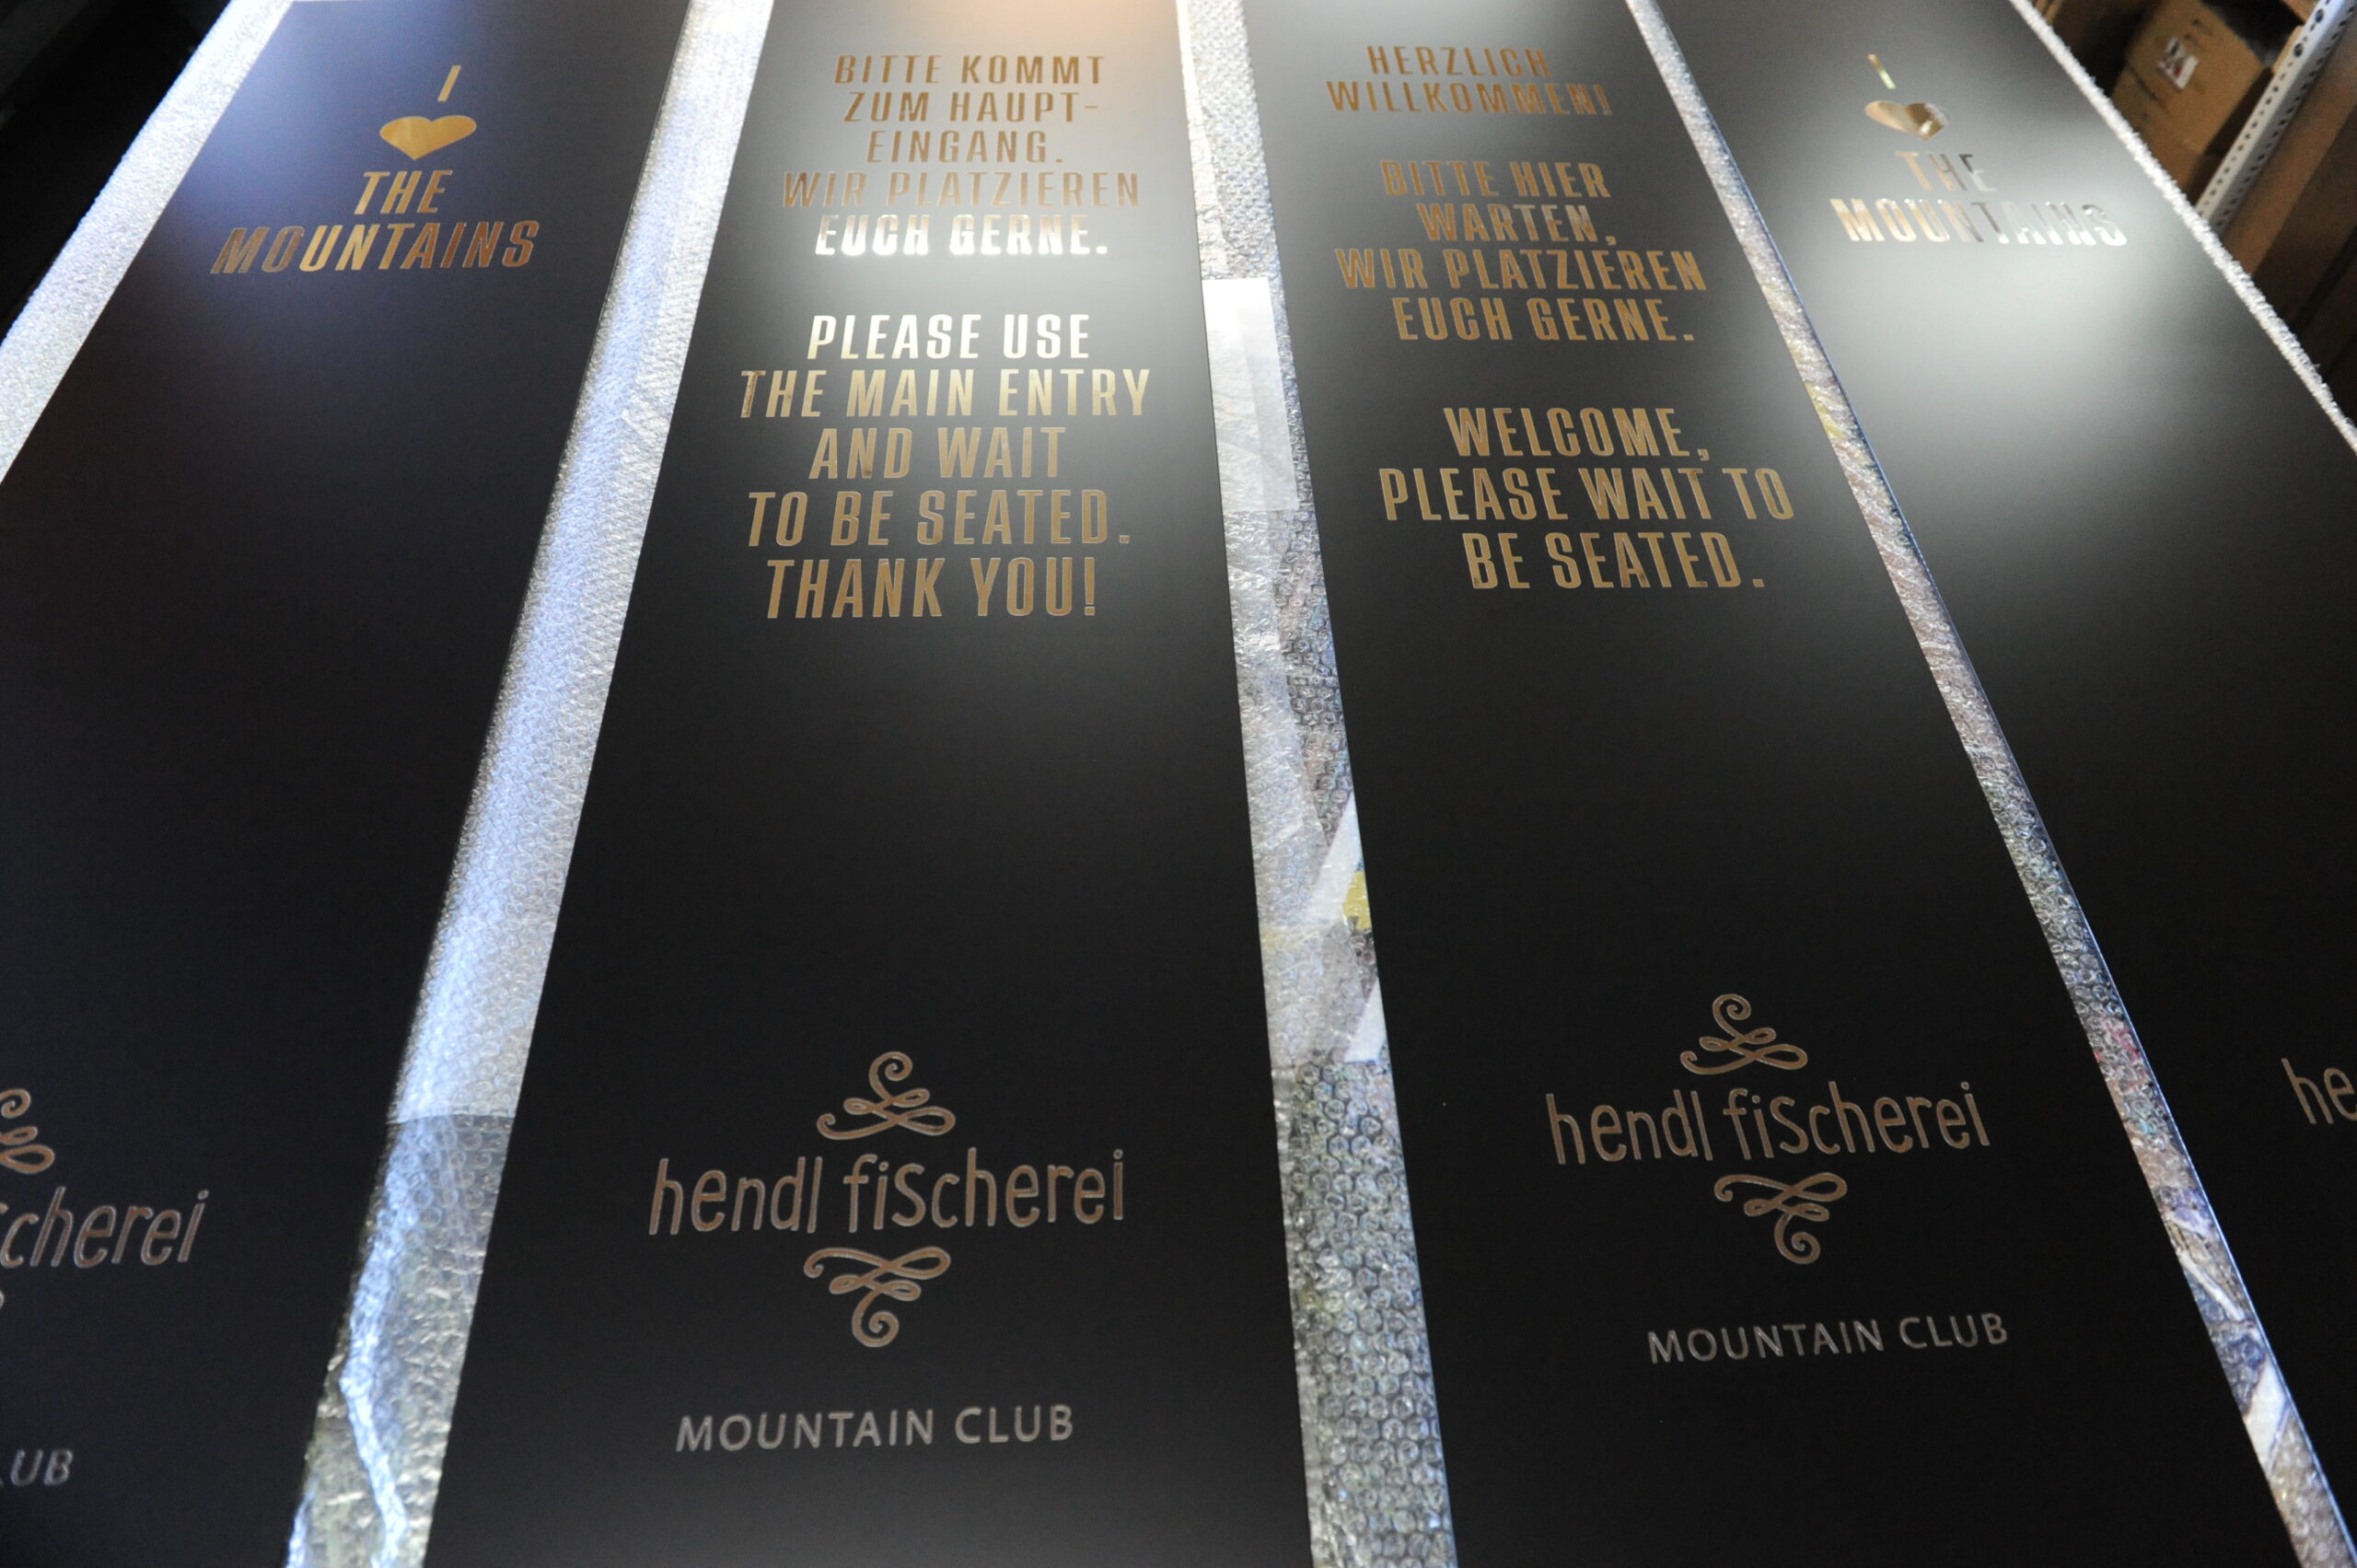 I
THE
MOUNTAINS
scherei
LUB
BITTE KOMMT
ZUM HAUPT-
EINGANG.
WIR PLATZIEREN
EUCH GERNE.
PLEASE USE
THE MAIN ENTRY
AND WAIT
TO BE SEATED.
THANK YOU!
hendl fischerei
MOUNTAIN CLUB
HERZLICH
WILLKOMMEN!
BITTE HIER
WARTEN,
WIR PLATZIEREN
EUCH GERNE.
WELCOME,
PLEASE WAIT TO
BE SEATED.
hendl fischerei
MOUNTAIN CLUB
I
THE
MOUNTAINS
he